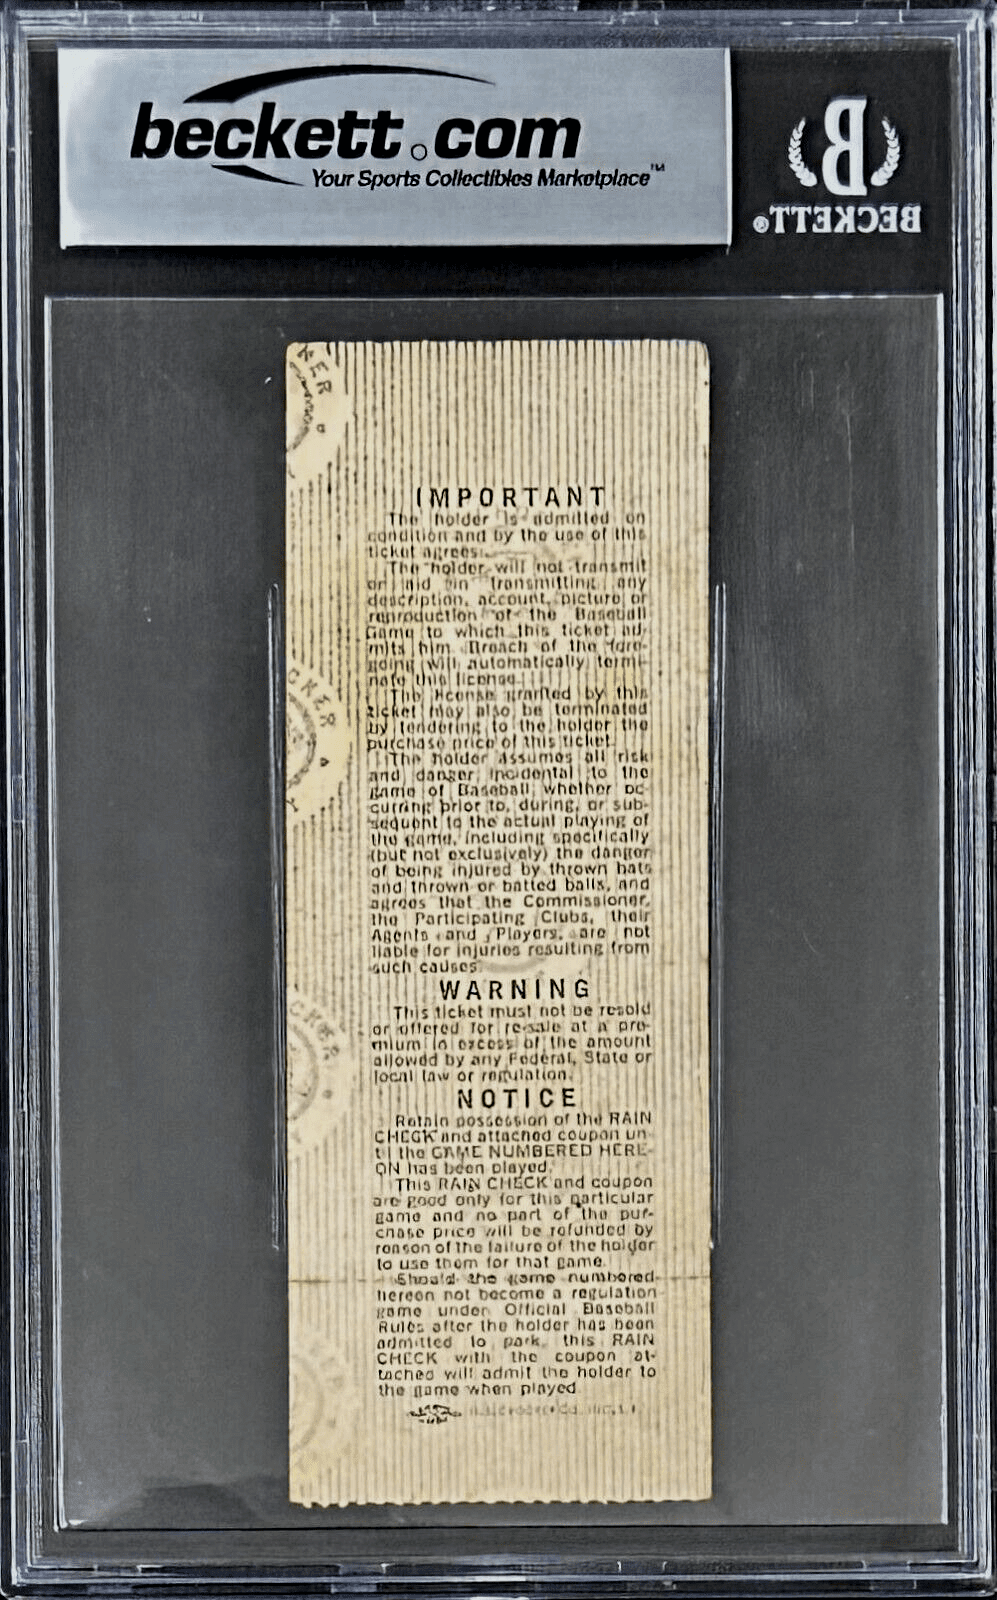 beckett.com
Your Sports Collectibles Marketplace™
B
BECKETT®
KER
CKER
CKER
IMPORTANT
The holder is admitted on
condition and by the use of this
ticket agrees:
The holder will not transmit
or aid in transmitting any
description, account, picture or
reproduction of the Baseball
Game to which this ticket ad-
mits him. Breach of the fore-
going will automatically termi-
nate this license.
The license granted by this
ticket may also be terminated
by tendering to the holder the
purchase price of this ticket.
The holder assumes all risk
and danger incidental to the
game of Baseball whether oc-
curring prior to, during, or sub-
sequent to the actual playing of
the game, including specifically
(but not exclusively) the danger
of being injured by thrown bats
and thrown or batted balls, and
agrees that the Commissioner,
the Participating Clubs, their
Agents and Players, are not
liable for injuries resulting from
such causes.
WARNING
This ticket must not be resold
or offered for re-sale at a pre-
mium in excess of the amount
allowed by any Federal, State or
local law or regulation.
NOTICE
Retain possession of the RAIN
CHECK and attached coupon un-
til the GAME NUMBERED HERE-
ON has been played.
This RAIN CHECK and coupon
are good only for this particular
game and no part of the pur-
chase price will be refunded by
reason of the failure of the holder
to use them for that game.
Should the game numbered
hereon not become a regulation
game under Official Baseball
Rules after the holder has been
admitted to park, this RAIN
CHECK with the coupon at-
tached will admit the holder to
the game when played